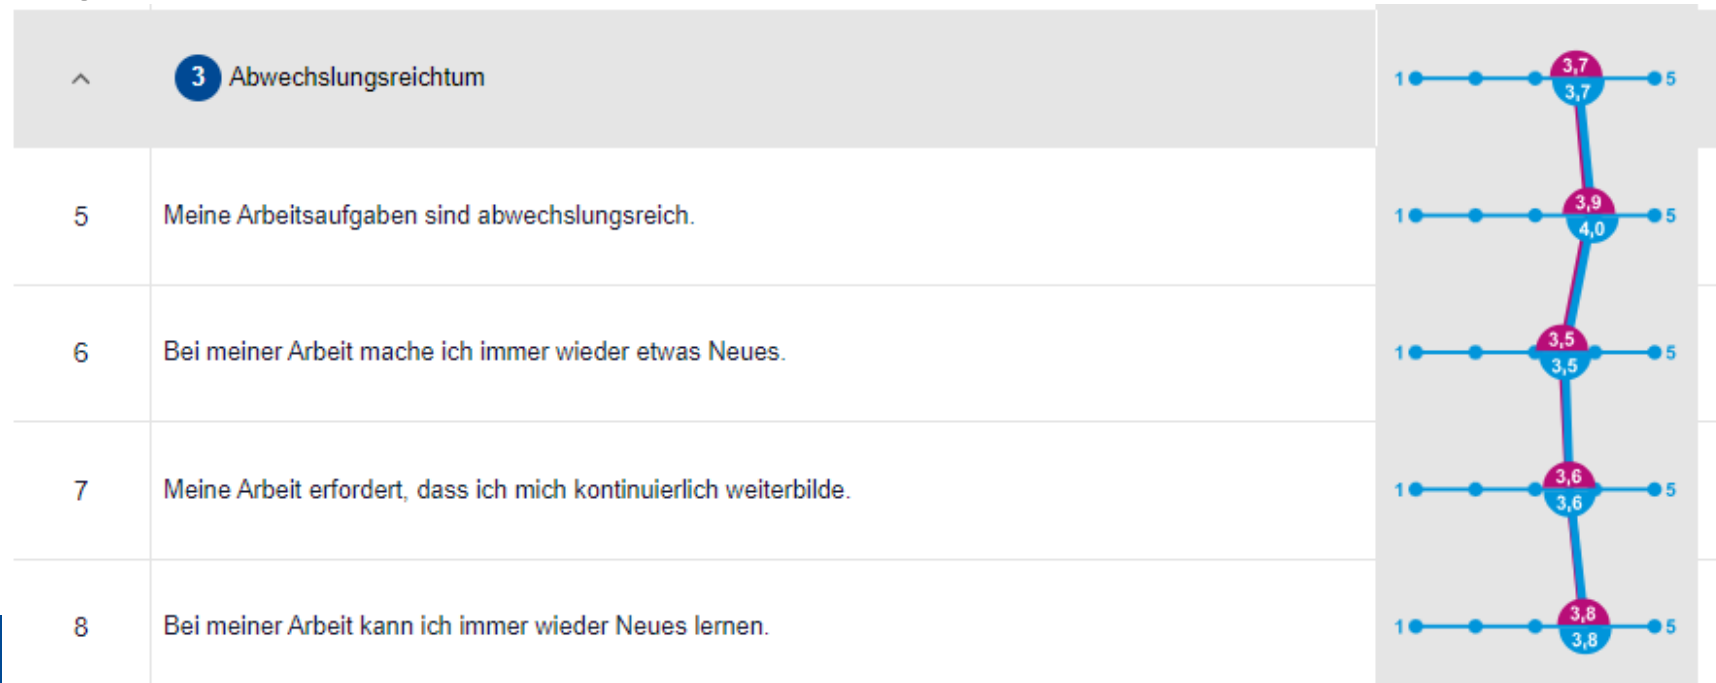 3 Abwechslungsreichtum 1 3,7 5
3,7
5 Meine Arbeitsaufgaben sind abwechslungsreich. 1 3,9 5
4,0
6 Bei meiner Arbeit mache ich immer wieder etwas Neues. 1 3,5 5
3,5
7 Meine Arbeit erfordert, dass ich mich kontinuierlich weiterbilde. 1 3,6 5
3,6
8 Bei meiner Arbeit kann ich immer wieder Neues lernen. 1 3,8 5
3,8